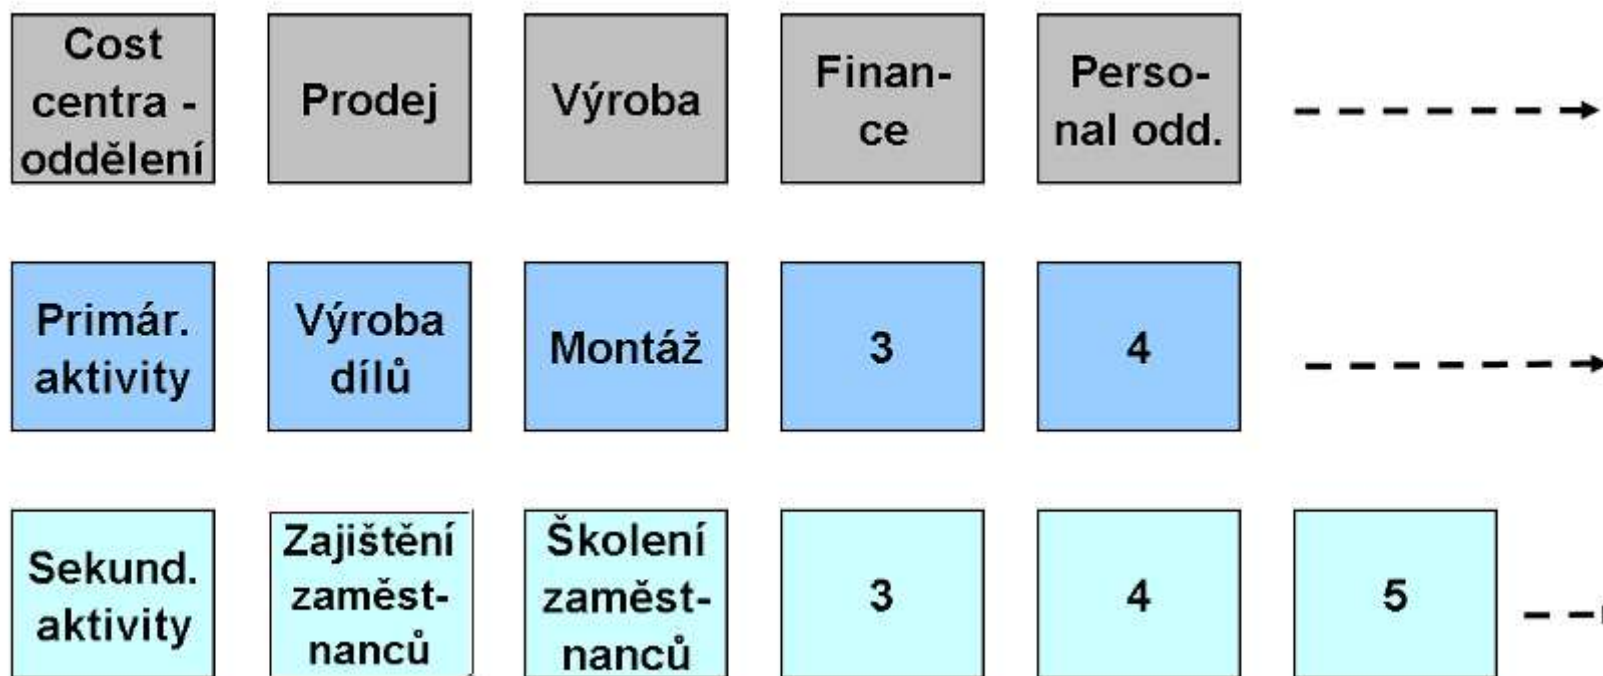 Cost
centra -
oddělení
Prodej
Výroba
Finan-
ce
Perso-
nal odd.
Primár.
aktivity
Výroba
dílů
Montáž
3
4
Sekund.
aktivity
Zajištění
zaměst-
nanců
Školení
zaměst-
nanců
3
4
5